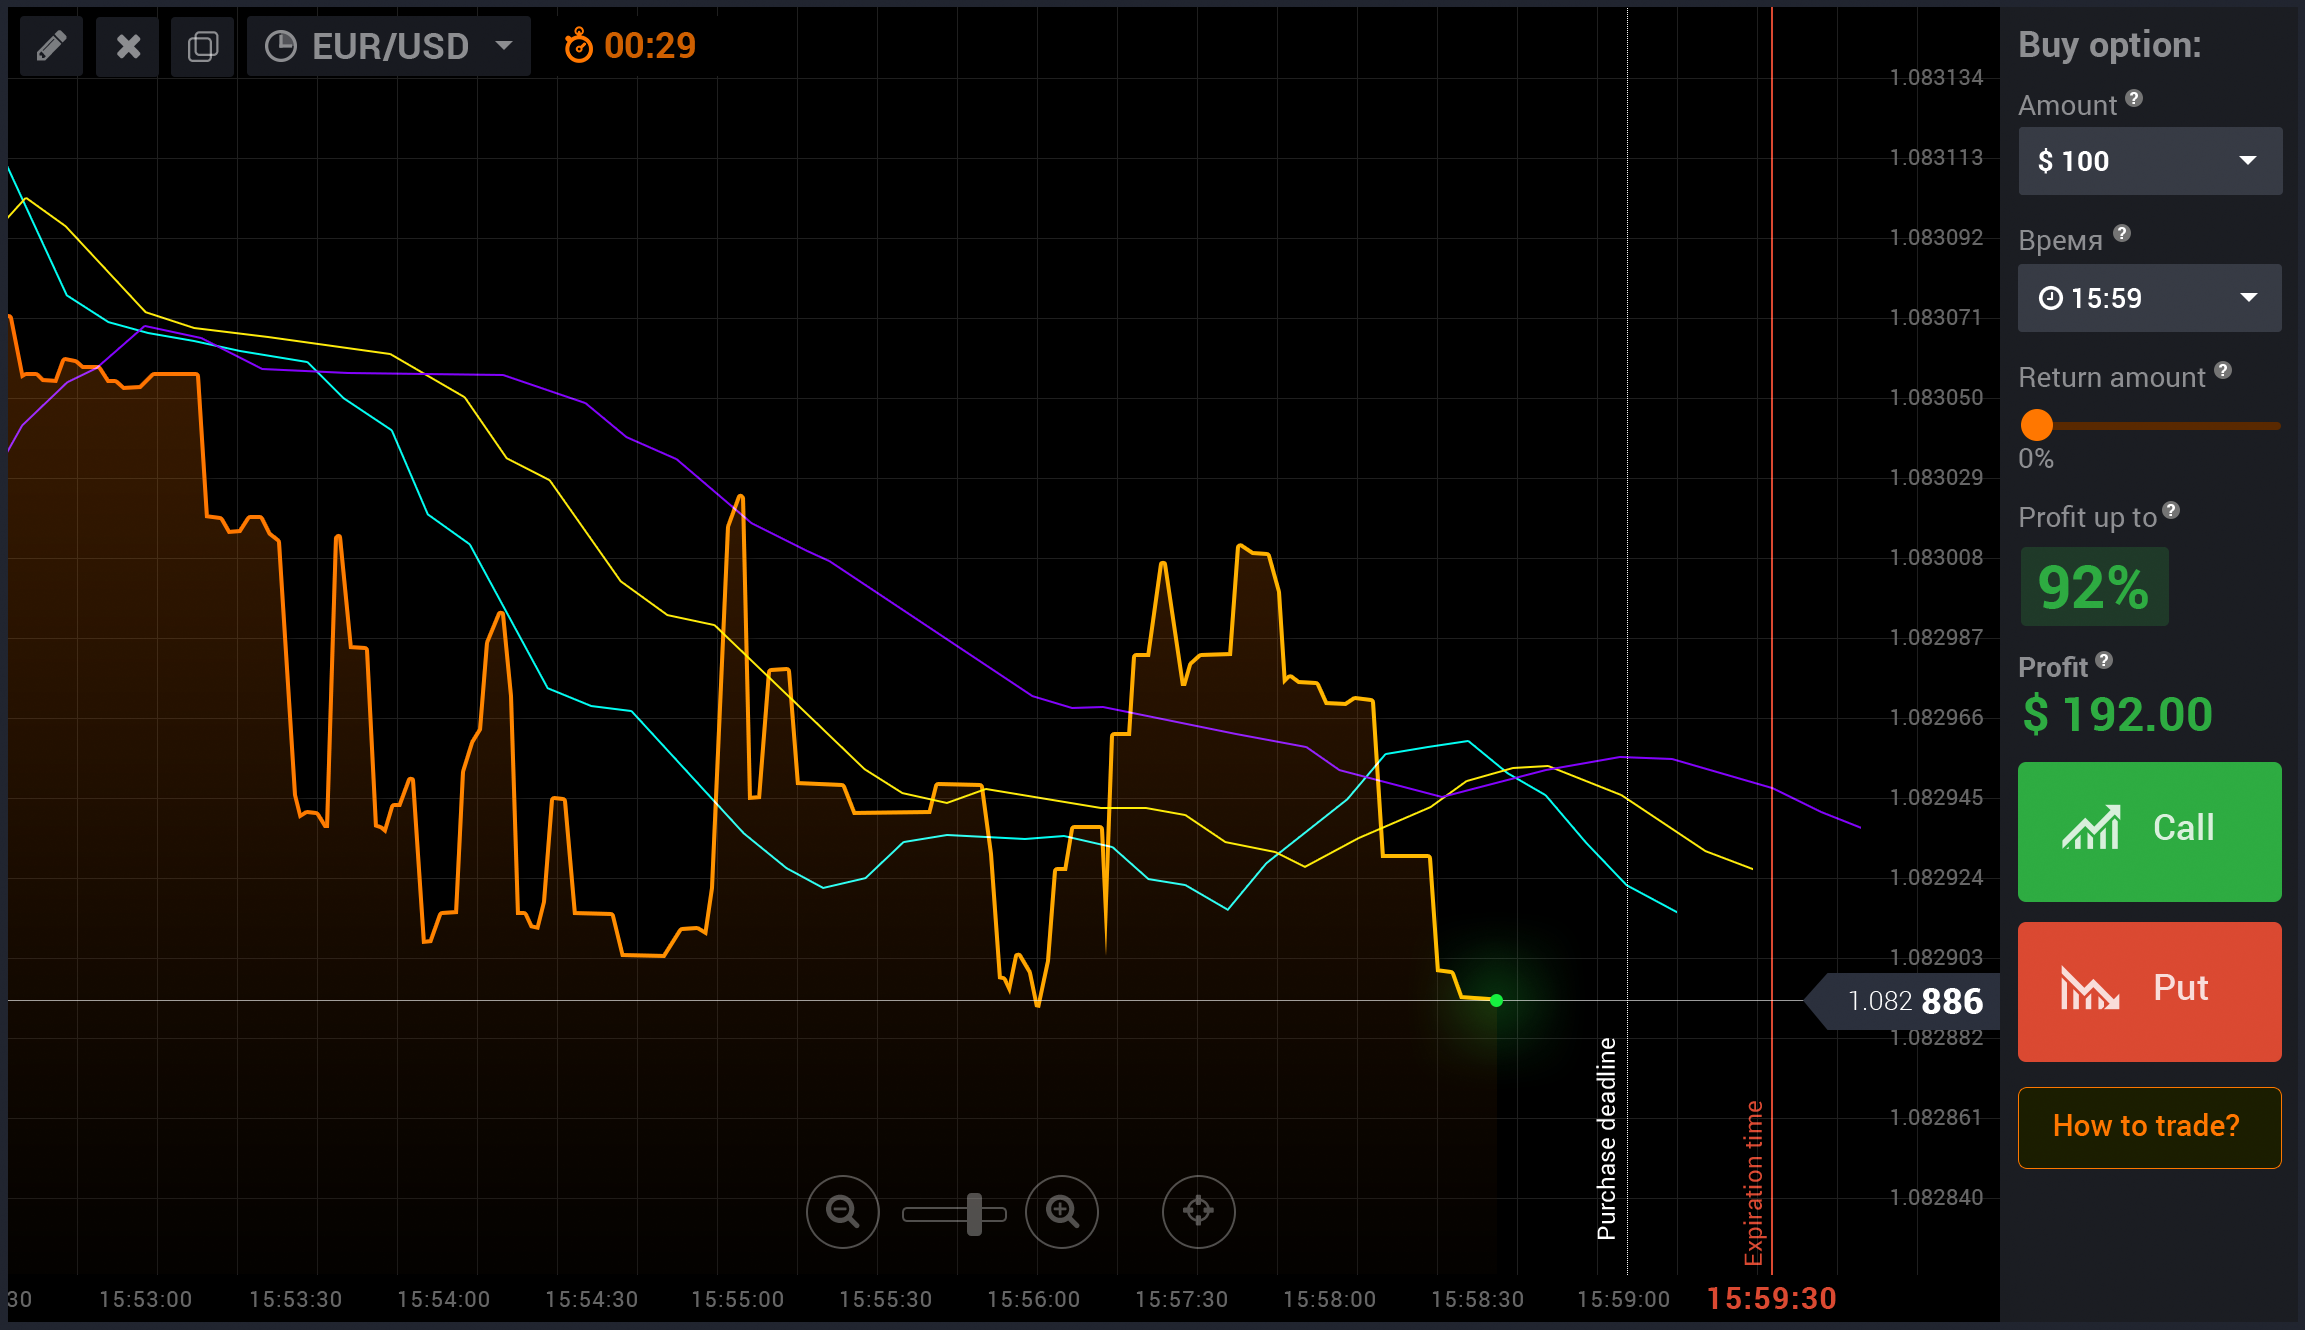 EUR/USD
00:29
Buy option:
Amount ?
$ 100
Время ?
15:59
Return amount ?
0%
Profit up to ?
92%
Profit ?
$ 192.00
Call
Put
How to trade?
1.083134
1.083113
1.083092
1.083071
1.083050
1.083029
1.083008
1.082987
1.082966
1.082945
1.082924
1.082903
1.082 886
1.082882
1.082861
1.082840
Purchase deadline
Expiration time
30 15:53:00 15:53:30 15:54:00 15:54:30 15:55:00 15:55:30 15:56:00 15:57:30 15:58:00 15:58:30 15:59:00 15:59:30